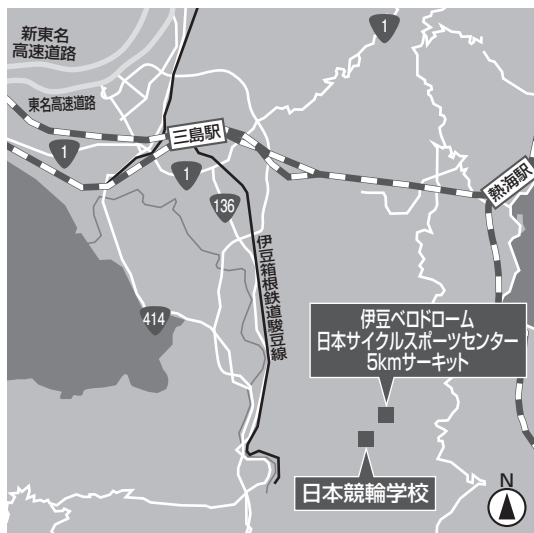 新東名
高速道路
1
東名高速道路
三島駅
1
1
熱海駅
136
伊豆箱根鉄道駿豆線
414
伊豆ベロドローム
日本サイクルスポーツセンター
5kmサーキット
日本競輪学校
N